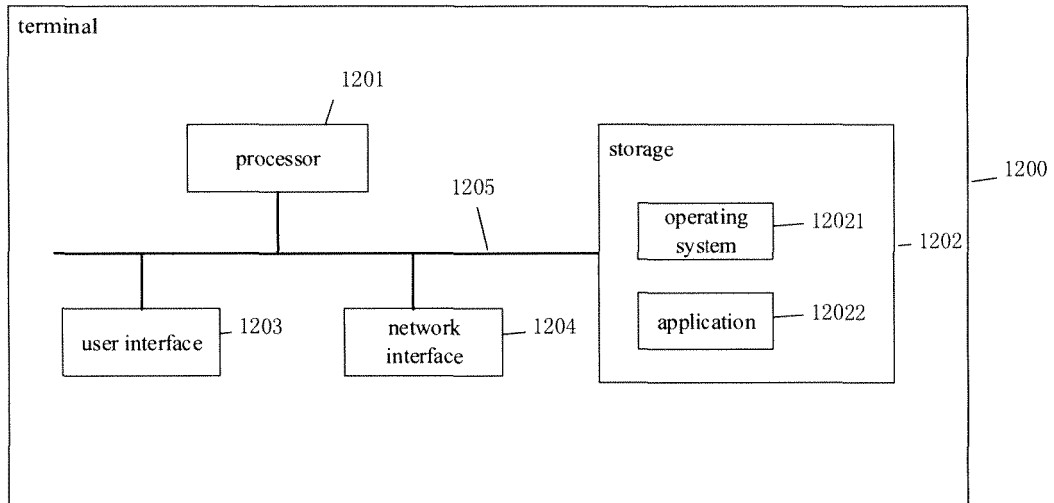 terminal
1201
processor
storage
1205
1200
operating
system
12021
1202
user interface
1203
network
interface
1204
application
12022